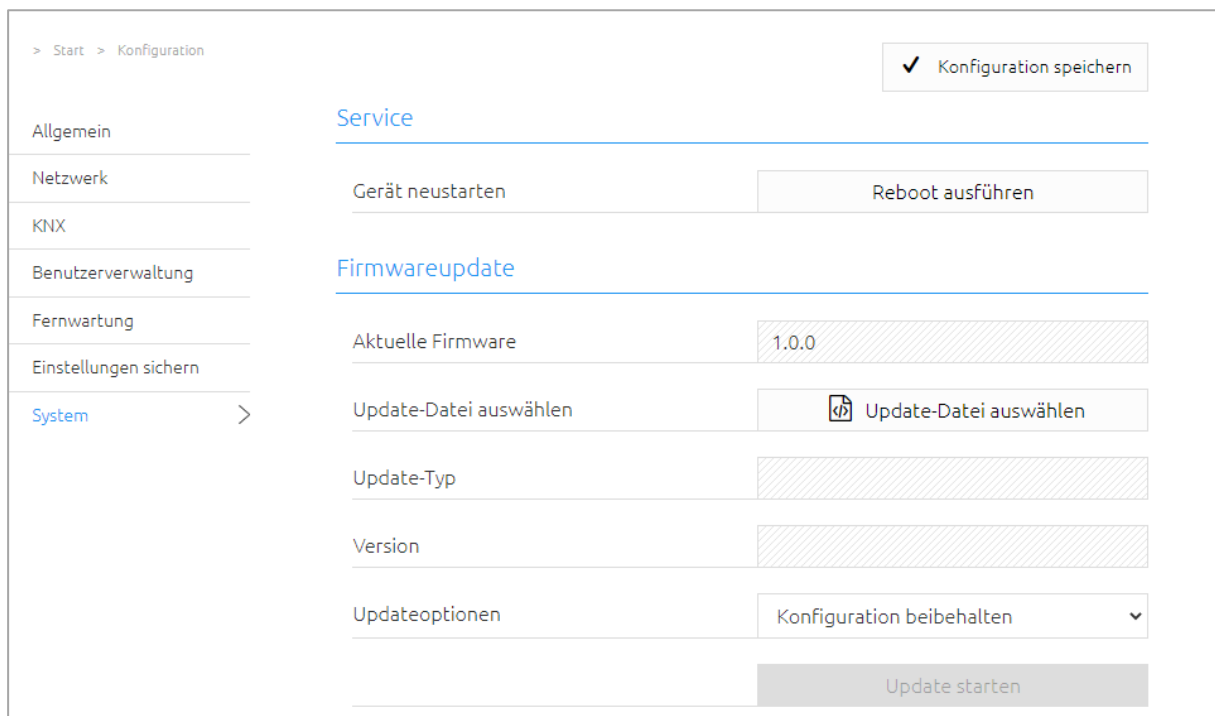 > Start > Konfiguration
Konfiguration speichern
Allgemein
Netzwerk
KNX
Benutzerverwaltung
Fernwartung
Einstellungen sichern
System
Service
Gerät neustarten
Reboot ausführen
Firmwareupdate
Aktuelle Firmware
1.0.0
Update-Datei auswählen
Update-Datei auswählen
Update-Typ
Version
Updateoptionen
Konfiguration beibehalten
Update starten